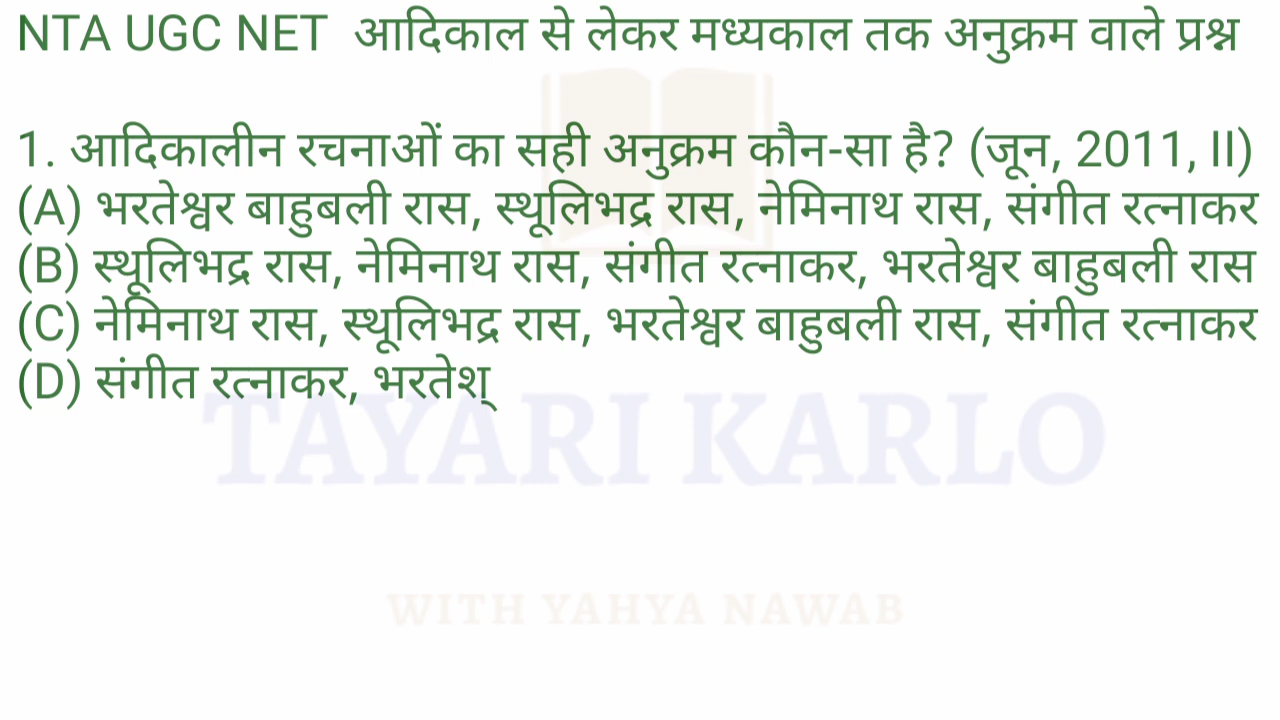 NTA UGC NET आदिकाल से लेकर मध्यकाल तक अनुक्रम वाले प्रश्न
1. आदिकालीन रचनाओं का सही अनुक्रम कौन-सा है? (जून, 2011, II)
(A) भरतेश्वर बाहुबली रास, स्थूलिभद्र रास, नेमिनाथ रास, संगीत रत्नाकर
(B) स्थूलिभद्र रास, नेमिनाथ रास, संगीत रत्नाकर, भरतेश्वर बाहुबली रास
(C) नेमिनाथ रास, स्थूलिभद्र रास, भरतेश्वर बाहुबली रास, संगीत रत्नाकर
(D) संगीत रत्नाकर, भरतेश्
TAYARI KARLO
WITH YAHYA NAWAB